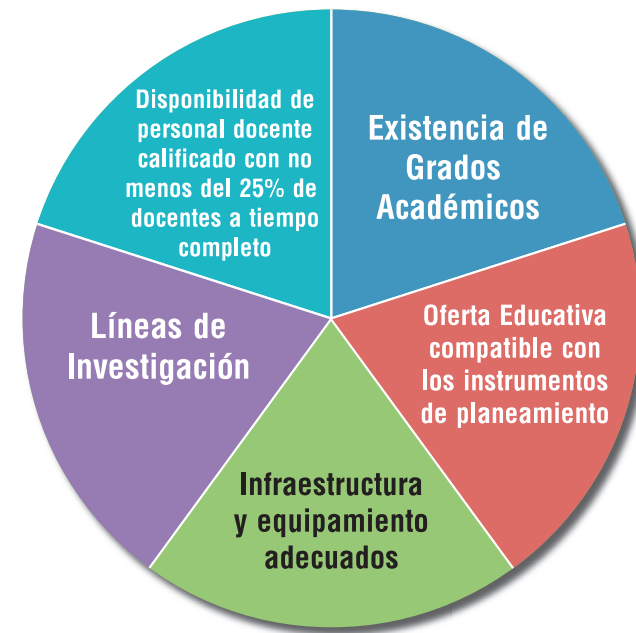 Disponibilidad de
personal docente
calificado con no
menos del 25% de
docentes a tiempo
completo
Existencia de
Grados
Académicos
Oferta Educativa
compatible con
los instrumentos
de planeamiento
Líneas de
Investigación
Infraestructura
y equipamiento
adecuados